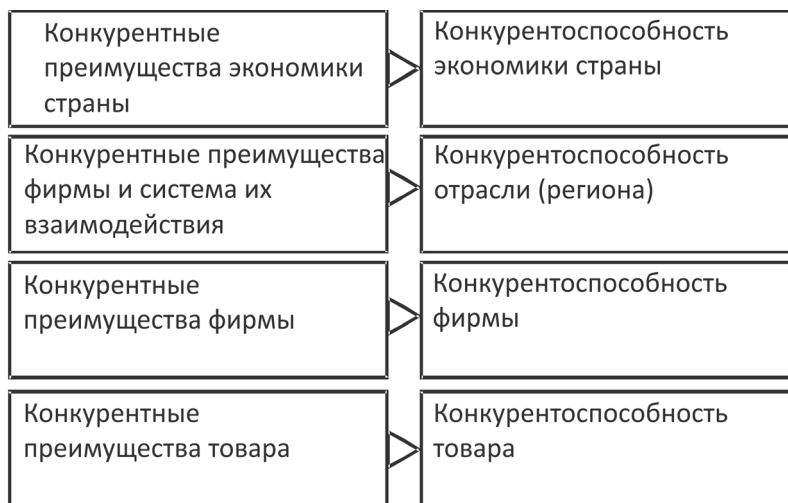 Конкурентные
преимущества экономики
страны
Конкурентоспособность
экономики страны
Конкурентные преимущества
фирмы и система их
взаимодействия
Конкурентоспособность
отрасли (региона)
Конкурентные
преимущества фирмы
Конкурентоспособность
фирмы
Конкурентные
преимущества товара
Конкурентоспособность
товара